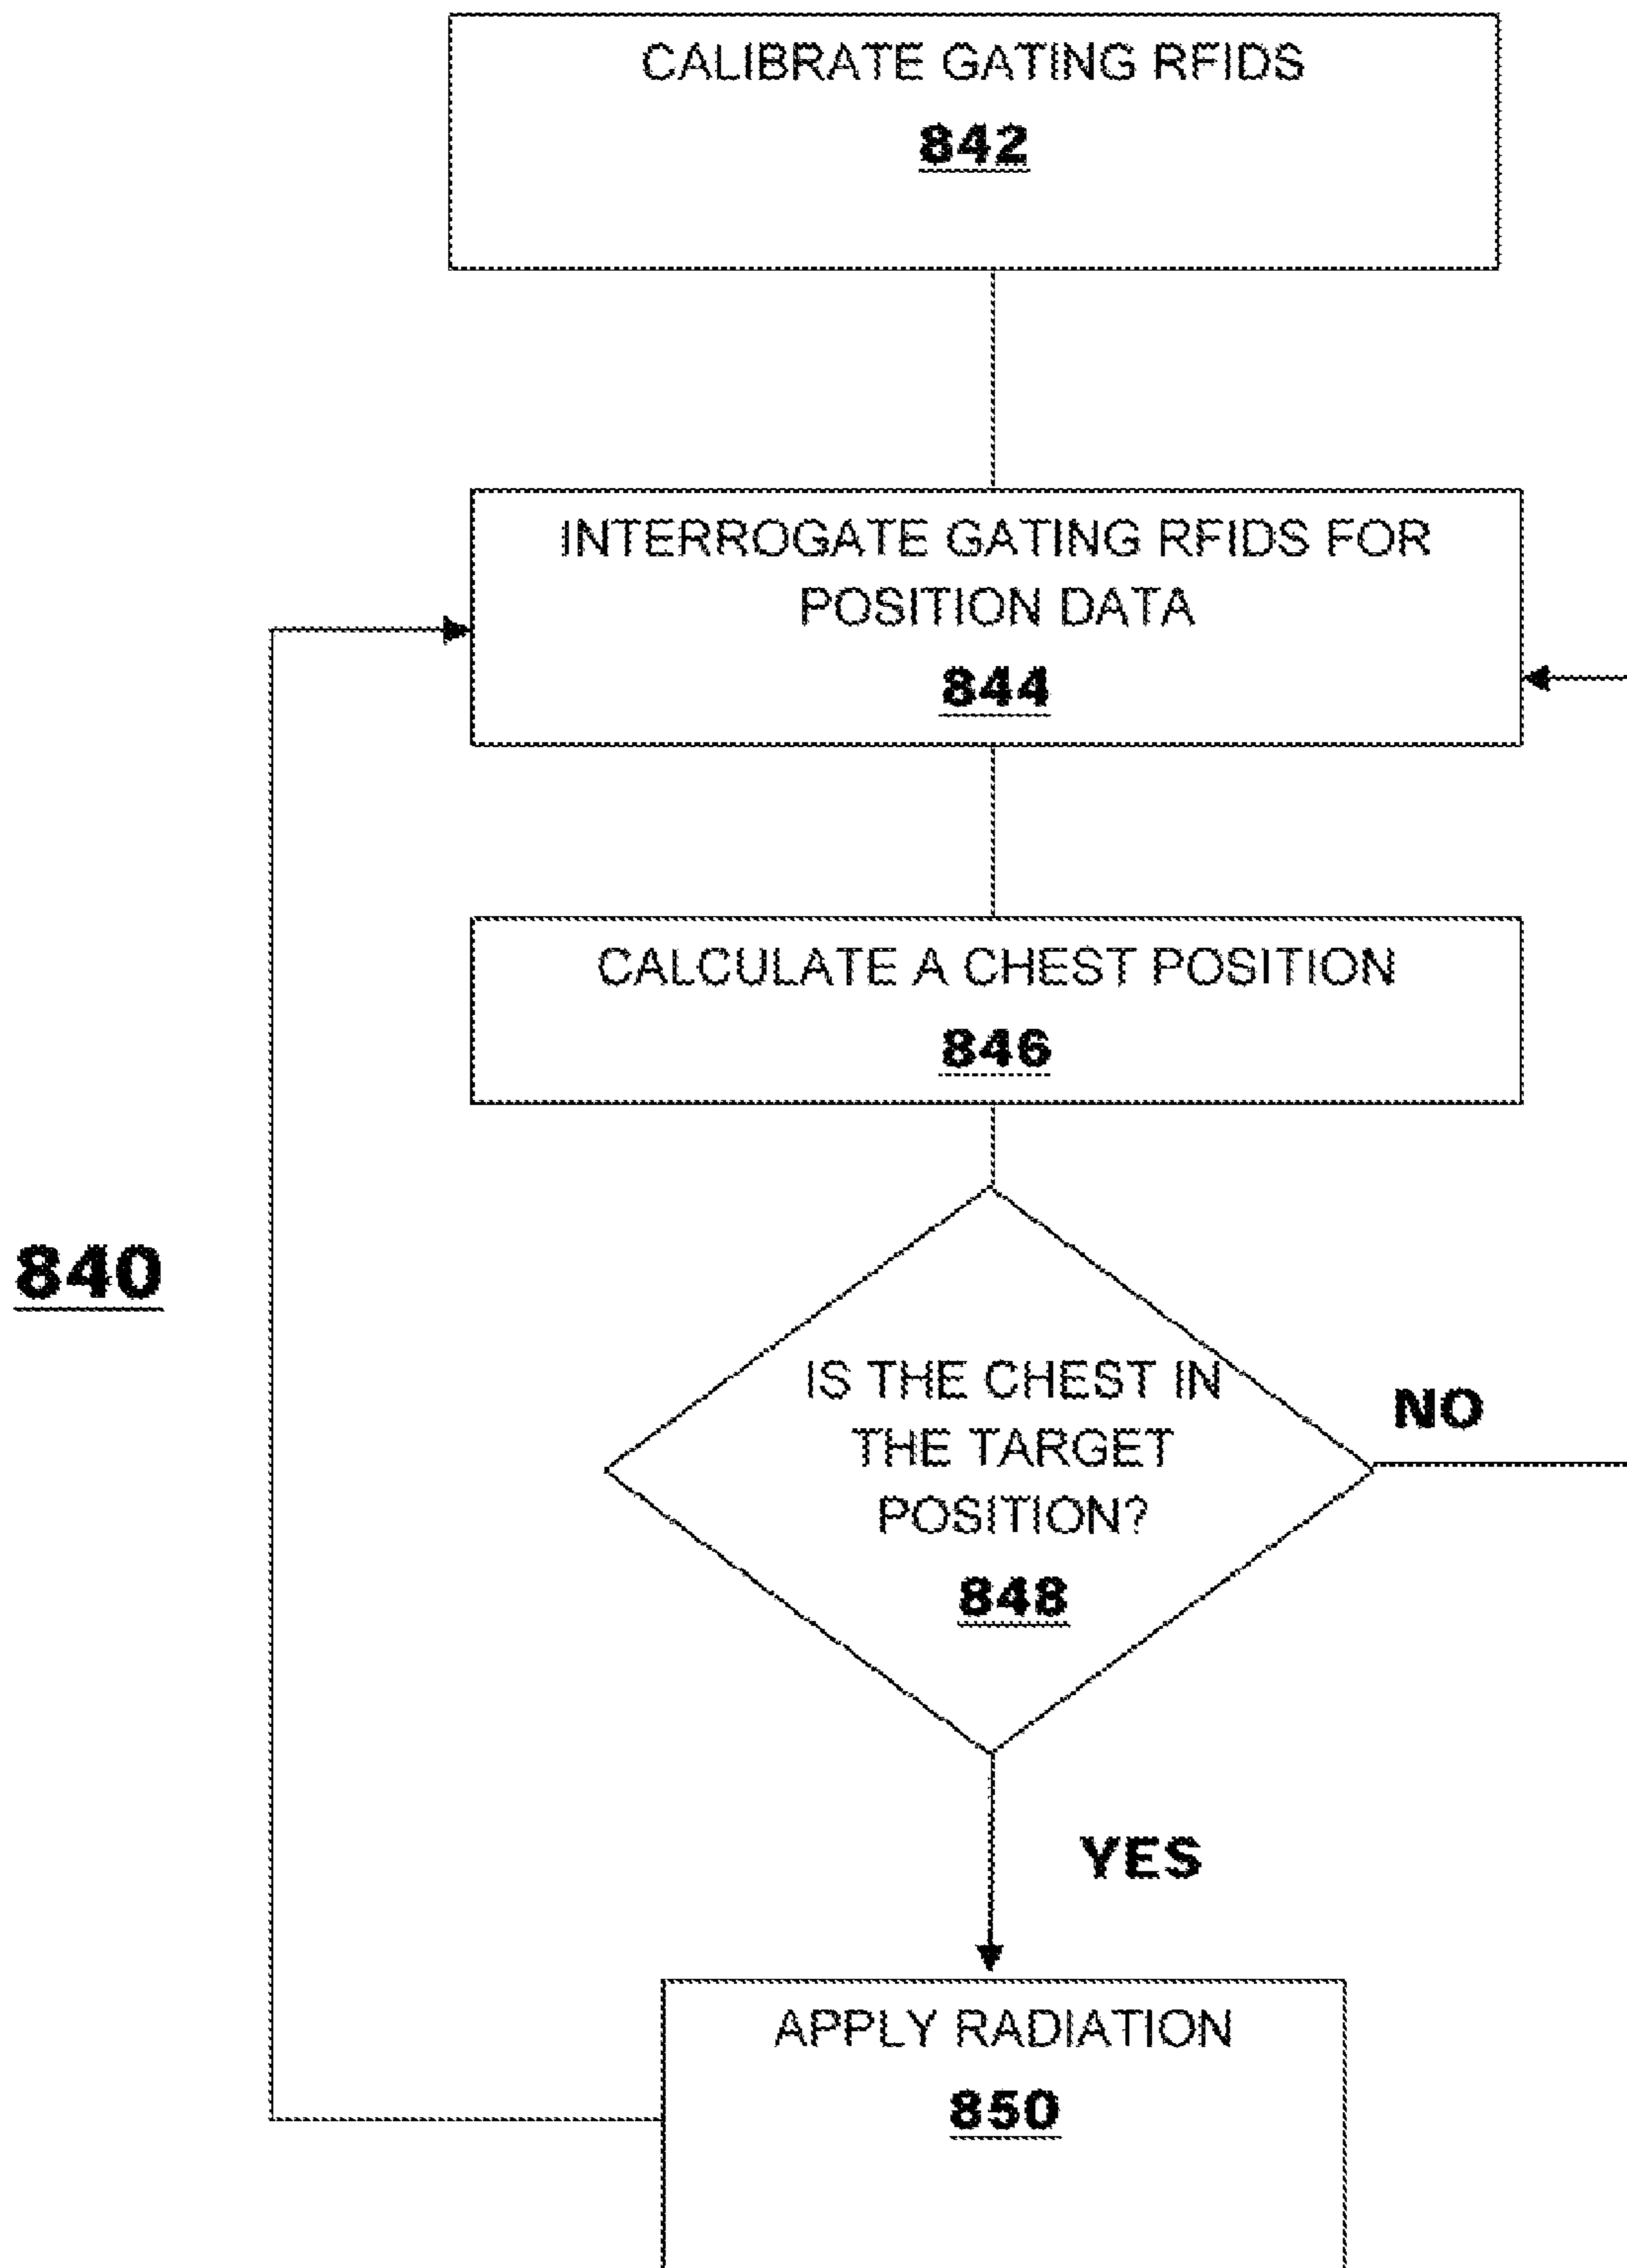 CALIBRATE GATING RFIDS
842
INTERROGATE GATING RFIDS FOR
POSITION DATA
844
CALCULATE A CHEST POSITION
846
840
IS THE CHEST IN
THE TARGET
POSITION?
848
NO
YES
APPLY RADIATION
850